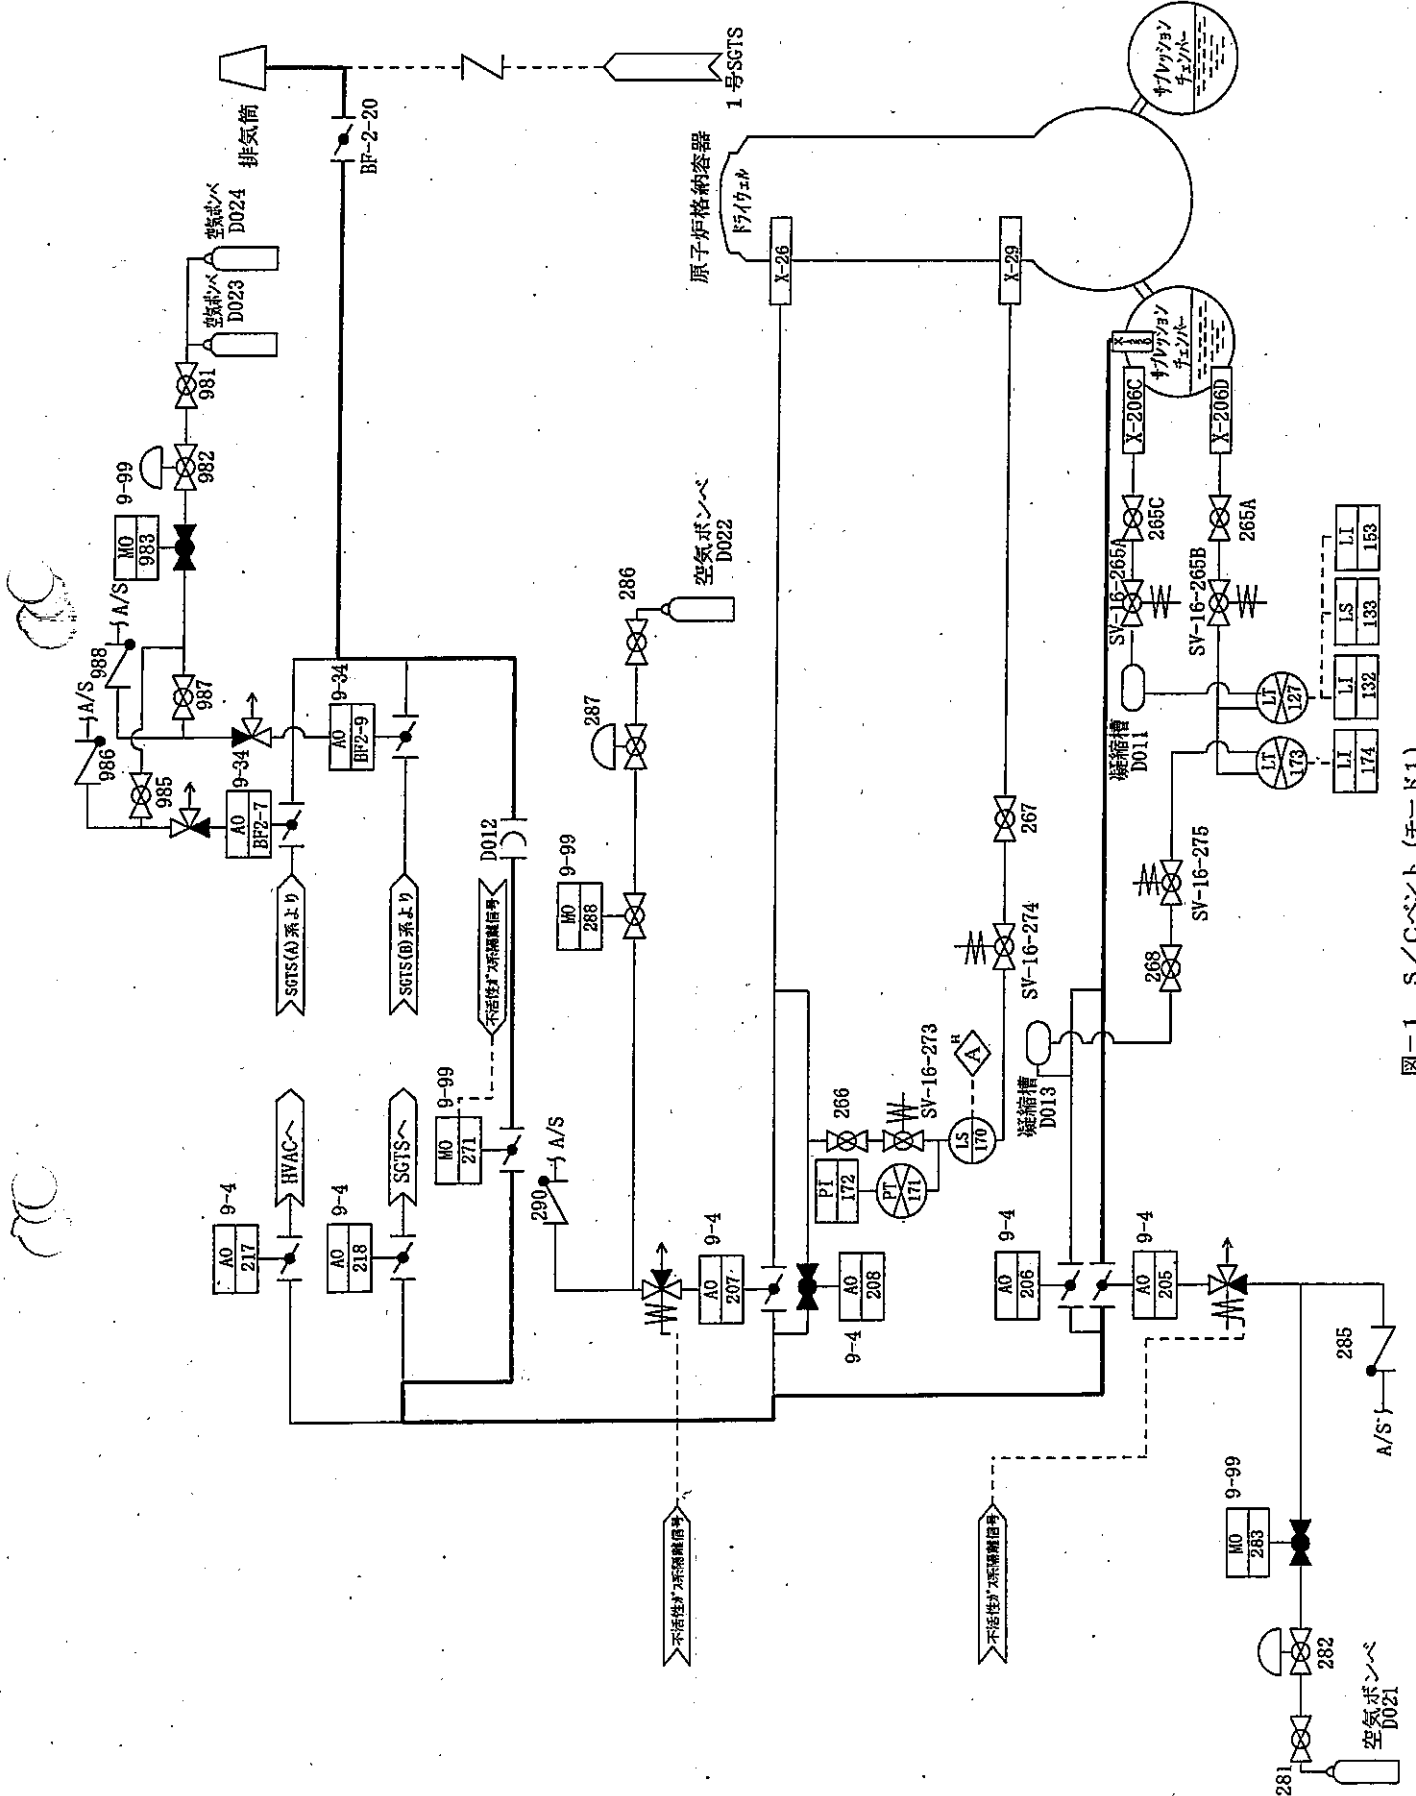 排気筒
1号SGTS
BF-2-20
空気ボンベ
D024
空気ボンベ
D023
981
982
9-99
MO
983
A/S
988
A/S
986
987
985
9-34
AO
BF2-9
9-34
AO
BF2-7
SGTS(A)系より
SGTS(B)系より
D012
不活性ガス系隔離信号
HVACへ
SGTSへ
9-4
AO
217
9-4
AO
218
9-99
MO
271
286
空気ボンベ
D022
287
9-99
MO
288
290
A/S
9-4
AO
207
AO
208
9-4
不活性ガス系隔離信号
原子炉格納容器
ドライウェル
X-26
X-29
サプレッション
チェンバー
サプレッション
チェンバー
X-206C
X-206D
265C
265A
SV-16-265A
SV-16-265B
凝縮槽
D011
LT
127
LT
173
LI
153
LS
133
LI
132
LI
174
267
SV-16-274
SV-16-275
268
凝縮槽
D013
266
SV-16-273
PI
172
PT
171
LS
170
A
H
9-4
AO
206
9-4
AO
205
不活性ガス系隔離信号
285
A/S
9-99
MO
283
282
281
空気ボンベ
D021
図-1 S/Cベント(チード1)